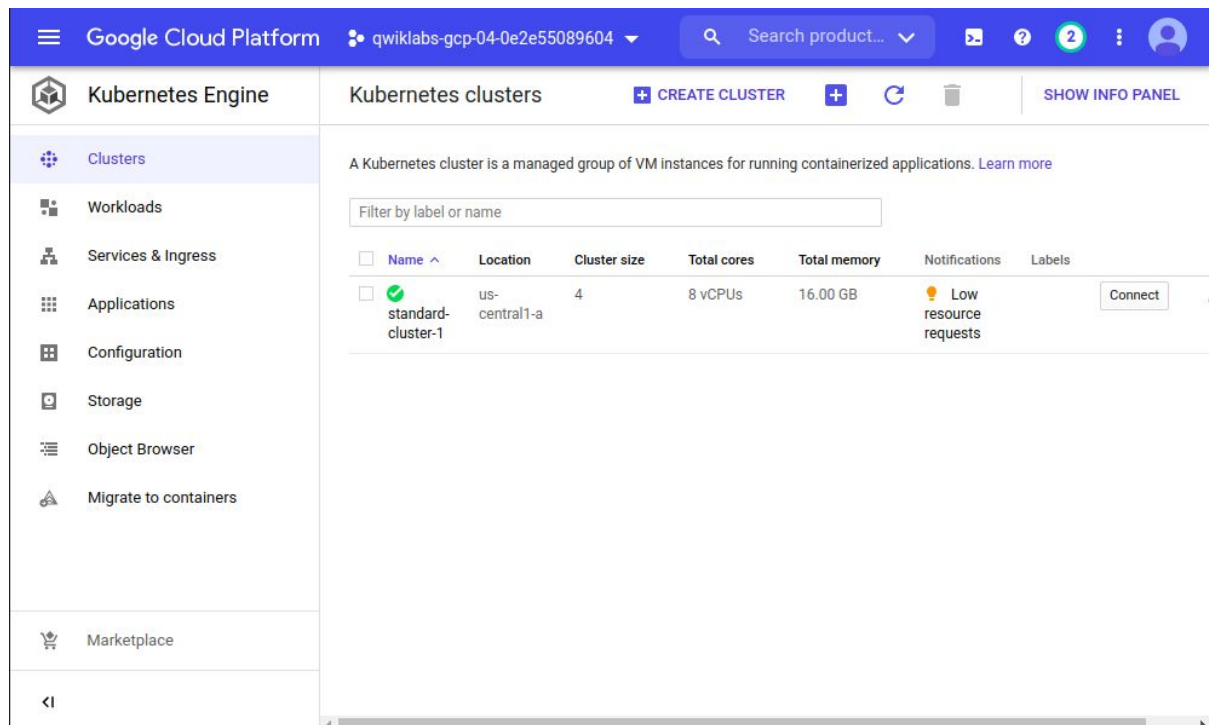 Google Cloud Platform qwiklabs-gcp-04-0e2e55089604 Search product... 2
Kubernetes Engine
Kubernetes clusters CREATE CLUSTER SHOW INFO PANEL
Clusters
Workloads
Services & Ingress
Applications
Configuration
Storage
Object Browser
Migrate to containers
Marketplace
A Kubernetes cluster is a managed group of VM instances for running containerized applications. Learn more
Filter by label or name
Name Location Cluster size Total cores Total memory Notifications Labels
standard-
cluster-1
us-
central1-a
4
8 vCPUs
16.00 GB
Low
resource
requests
Connect